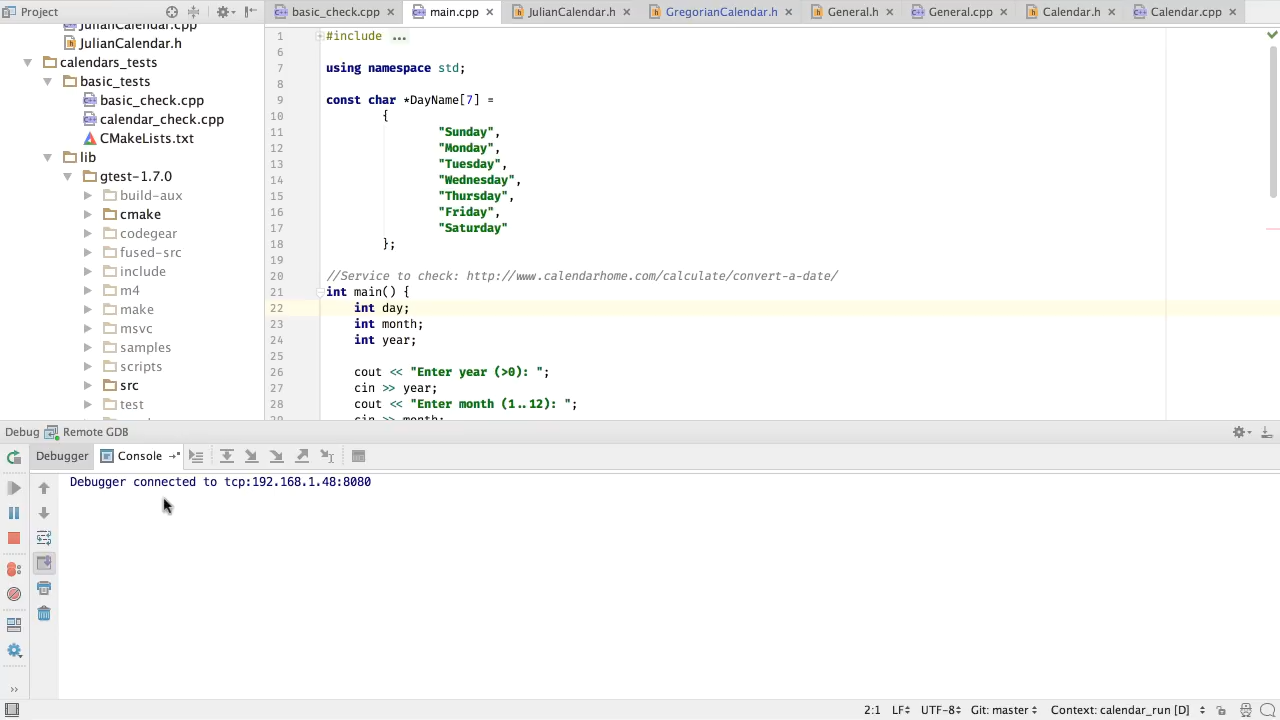 Project
basic_check.cpp
main.cpp
JulianCalendar.h
GregorianCalendar.h
General.h
General.cpp
Calendar.h
Calendar.cpp
JulianCalendar.cpp
JulianCalendar.h
calendars_tests
basic_tests
basic_check.cpp
calendar_check.cpp
CMakeLists.txt
lib
gtest-1.7.0
build-aux
cmake
codegear
fused-src
include
m4
make
msvc
samples
scripts
src
test
1 #include ...
6
7 using namespace std;
8
9 const char *DayName[7] =
10 {
11 "Sunday",
12 "Monday",
13 "Tuesday",
14 "Wednesday",
15 "Thursday",
16 "Friday",
17 "Saturday"
18 };
19
20 //Service to check: http://www.calendarhome.com/calculate/convert-a-date/
21 int main() {
22 int day;
23 int month;
24 int year;
25
26 cout << "Enter year (>0): ";
27 cin >> year;
28 cout << "Enter month (1..12): ";
29 cin >> month;
Debug Remote GDB
Debugger Console
Debugger connected to tcp:192.168.1.48:8080
2:1 LF UTF-8 Git: master Context: calendar_run [D]